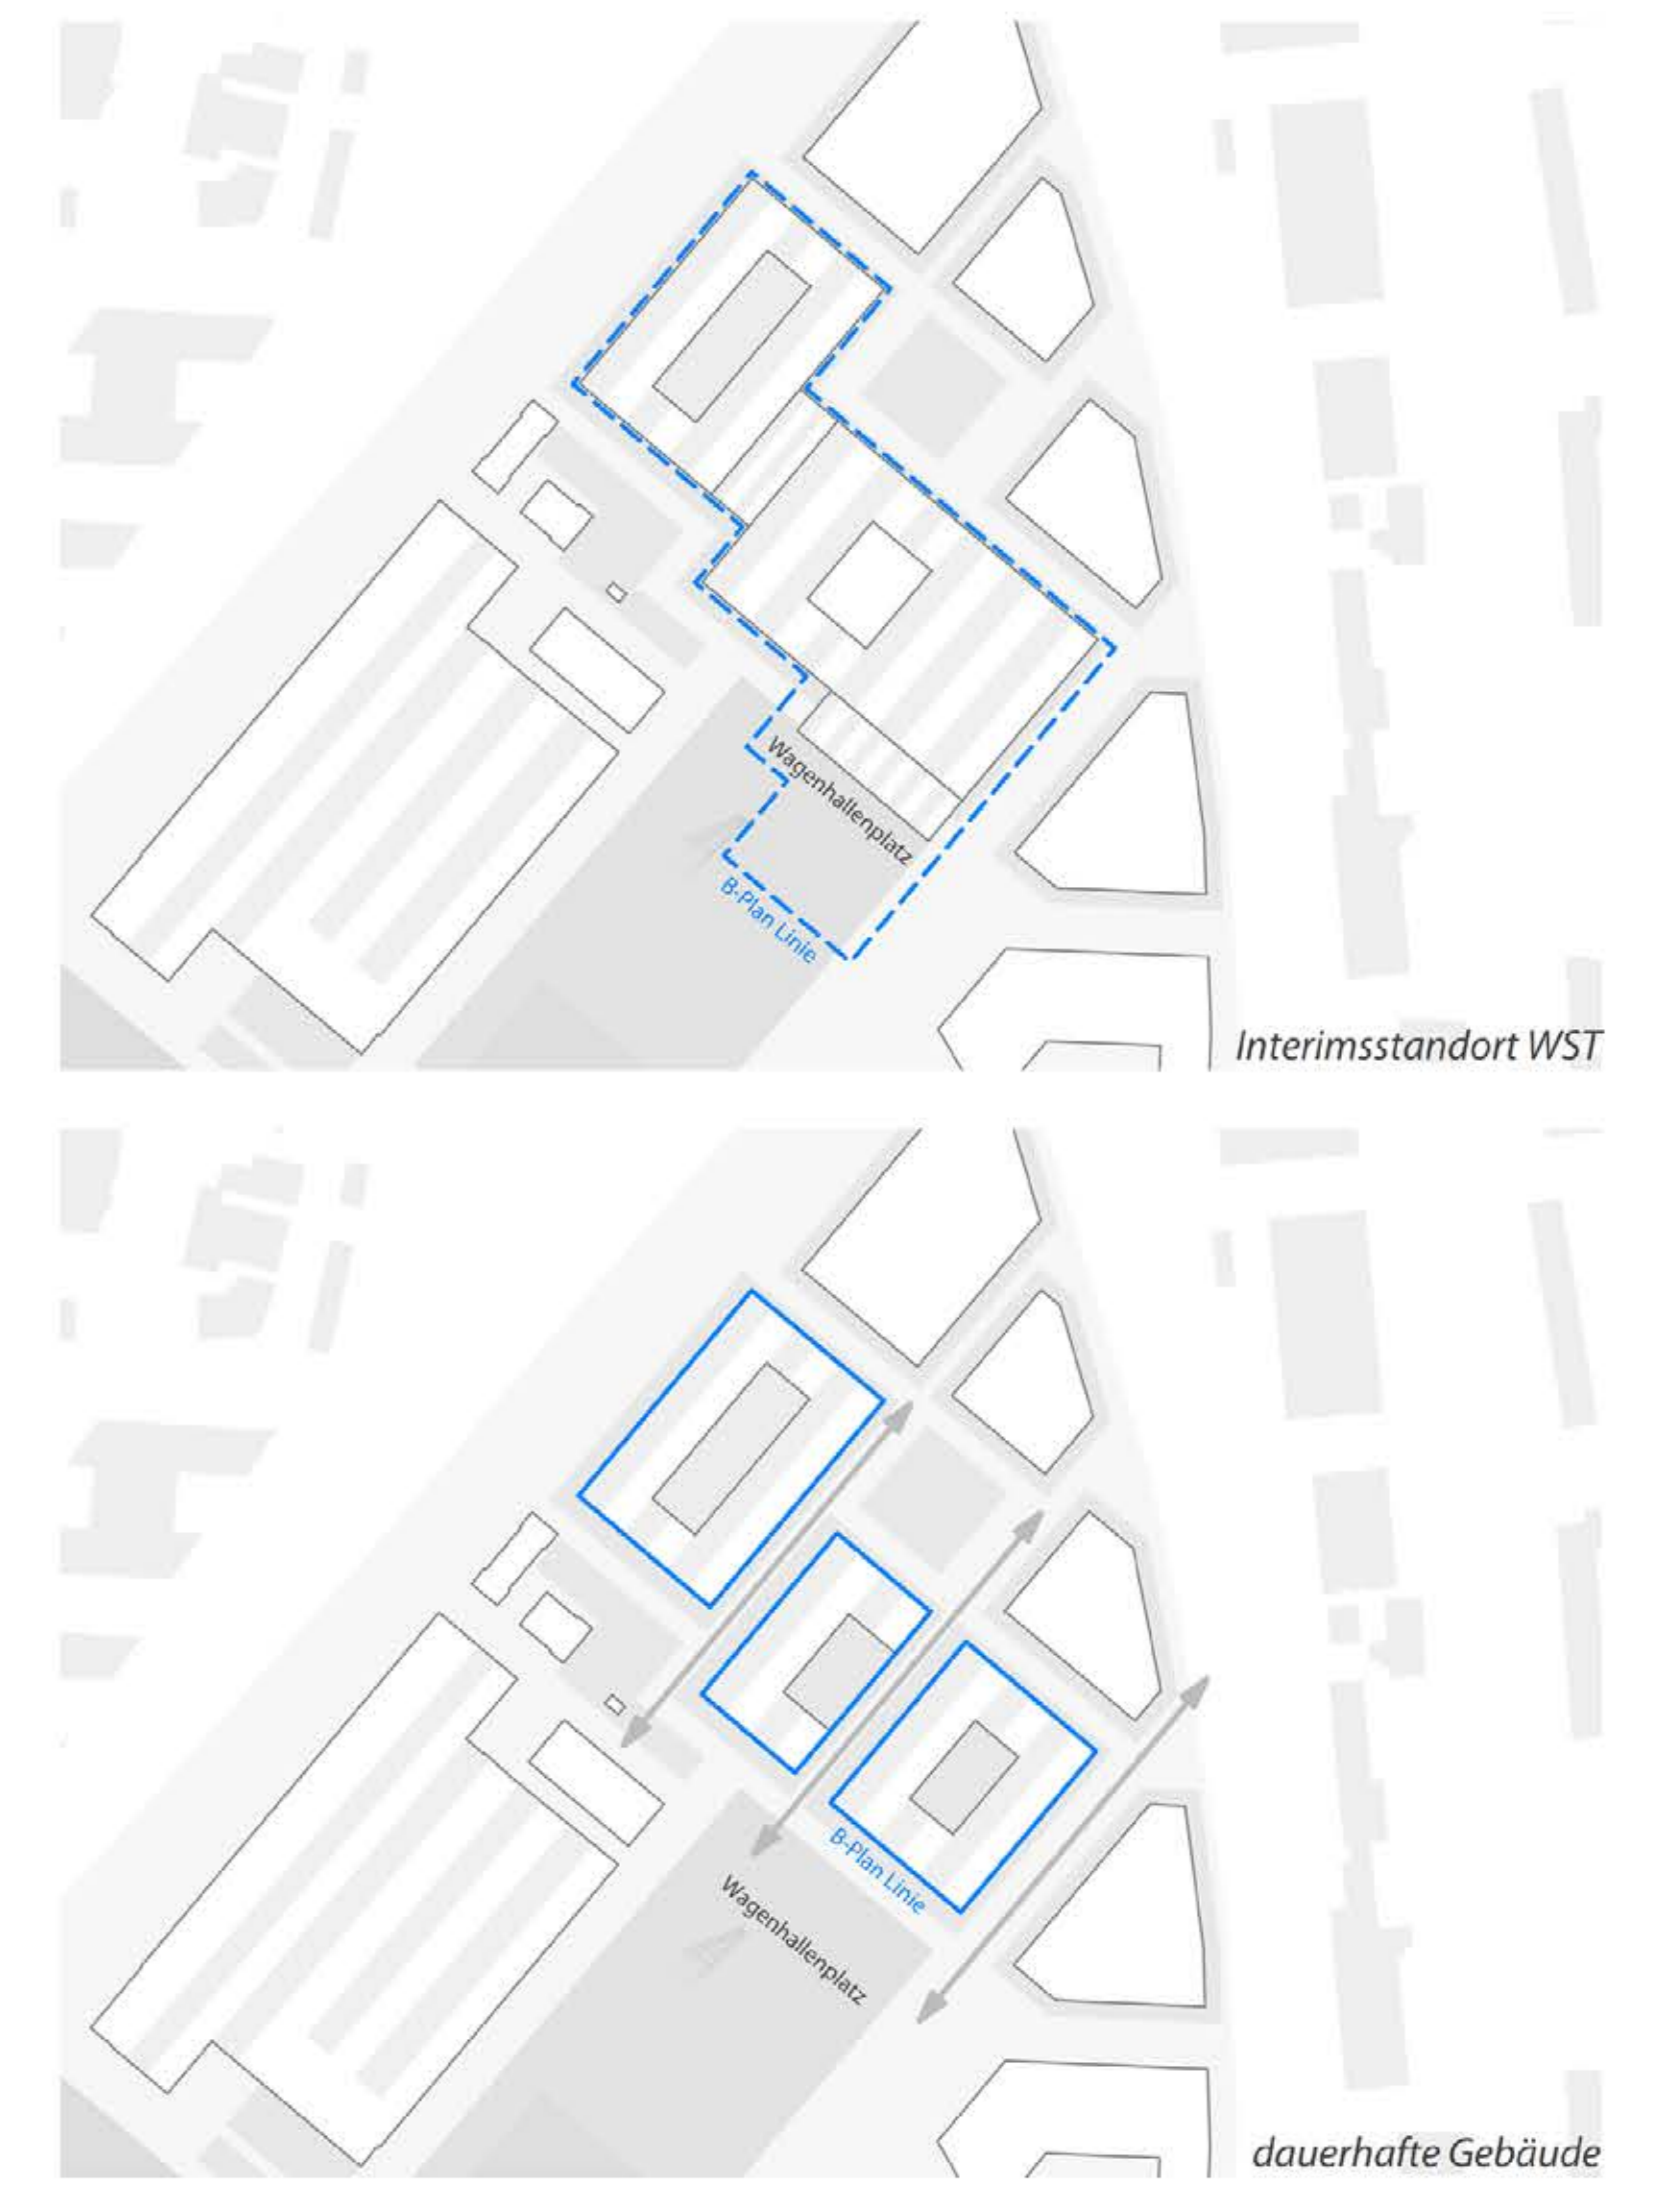 Wagenhallenplatz
B-Plan Linie
Interimsstandort WST
B-Plan Linie
Wagenhallenplatz
dauerhafte Gebäude